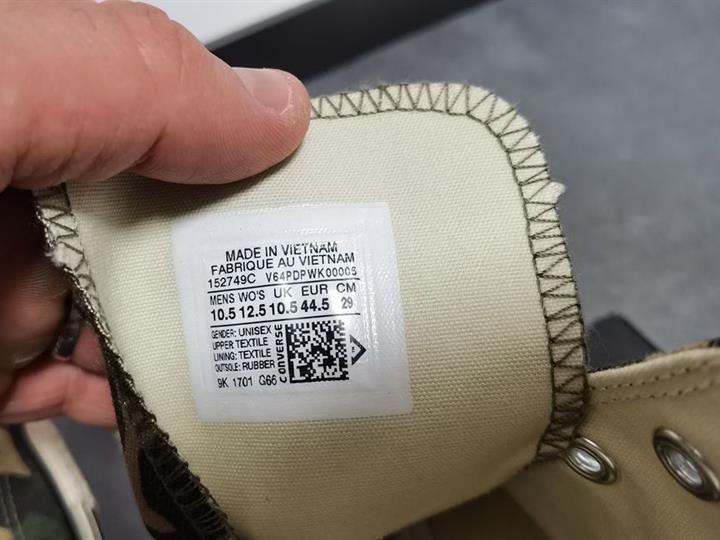 MADE IN VIETNAM
FABRIQUE AU VIETNAM
152749C V64PDPWK0000S
MENS WO'S UK EUR CM
10.5 12.5 10.5 44.5 29
GENDER: UNISEX
UPPER: TEXTILE
LINING: TEXTILE
OUTSOLE: RUBBER
CONVERSE
9K 1701 G66